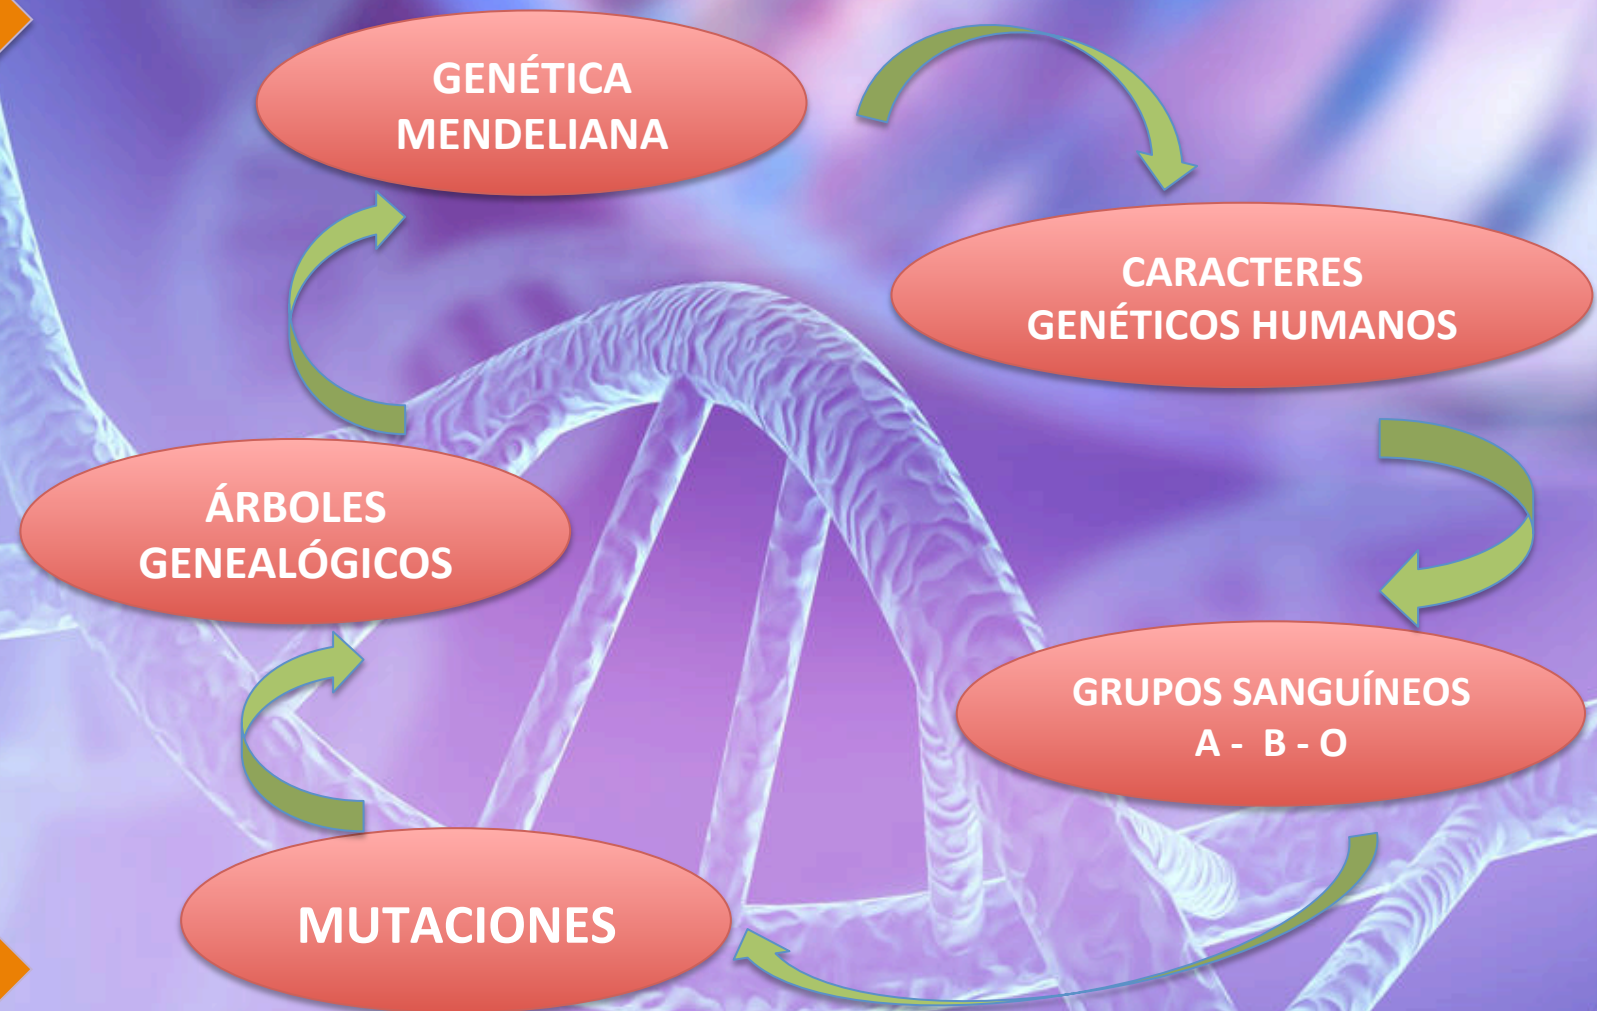 GENÉTICA
MENDELIANA
CARACTERES
GENÉTICOS HUMANOS
GRUPOS SANGUÍNEOS
A - B - O
MUTACIONES
ÁRBOLES
GENEALÓGICOS